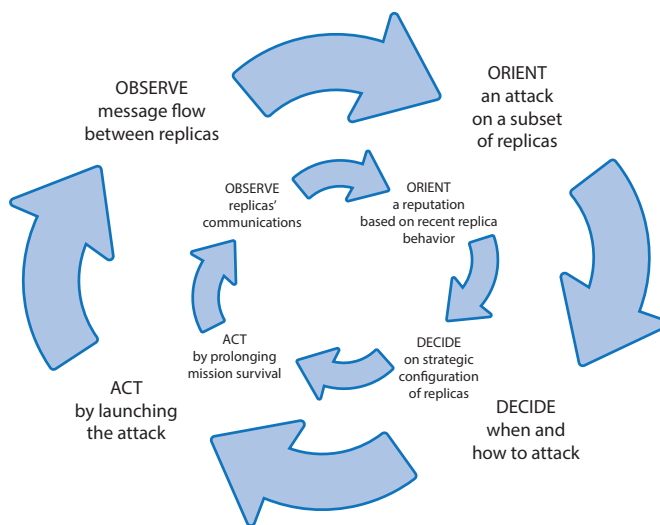 OBSERVE
message flow
between replicas
ORIENT
an attack
on a subset
of replicas
DECIDE
when and
how to attack
ACT
by launching
the attack
OBSERVE
replicas’
communications
ORIENT
a reputation
based on recent replica
behavior
DECIDE
on strategic
configuration
of replicas
ACT
by prolonging
mission survival